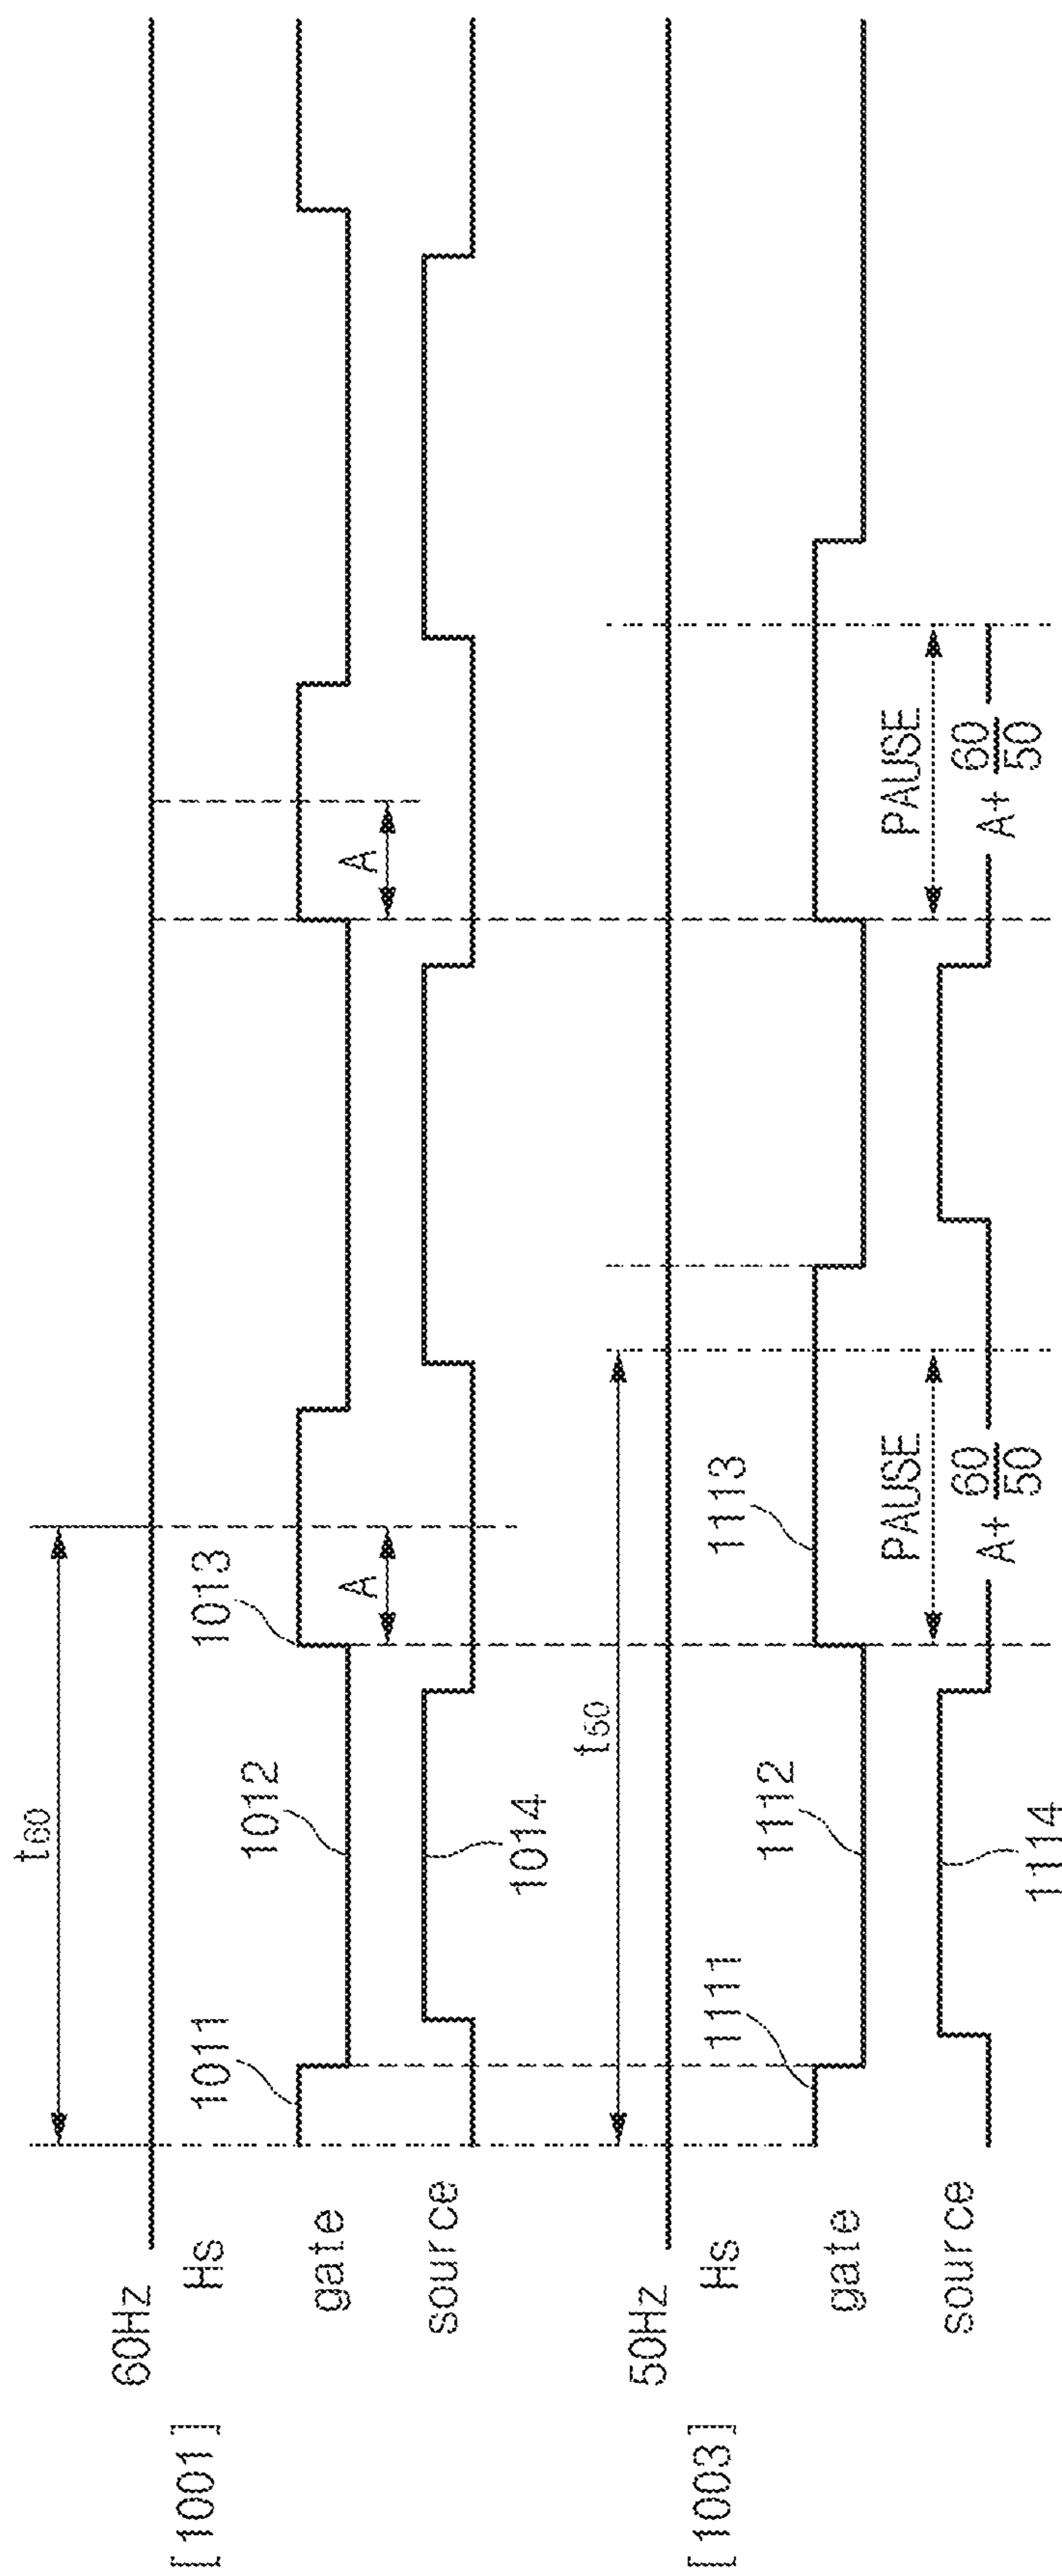 [1001]
60Hz
Hs
gate
source
t60
1011
1012
1013
1014
A
A
[1003]
50Hz
Hs
gate
source
t50
1111
1112
1113
1114
PAUSE
A+ 60/50
PAUSE
A+ 60/50